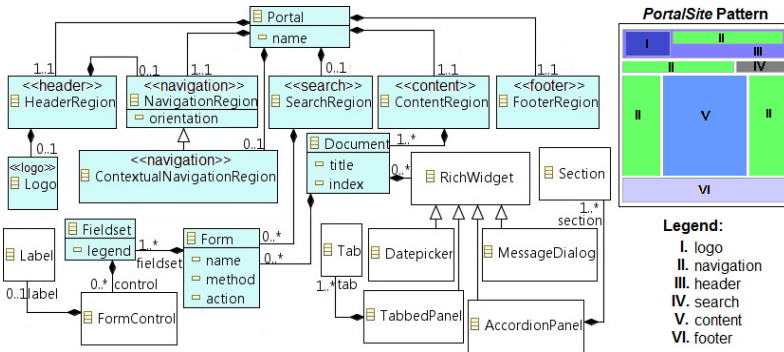 Portal
name
1..1
0..1
1..1
0..1
1..1
1..1
<<header>>
HeaderRegion
<<navigation>>
NavigationRegion
orientation
<<search>>
SearchRegion
<<content>>
ContentRegion
<<footer>>
FooterRegion
0..1
<<logo>>
Logo
<<navigation>>
ContextualNavigationRegion
0..1
Document
title
index
1..*
0..*
RichWidget
Section
1..*
section
Label
0..1
label
Fieldset
legend
1..*
fieldset
0..*
control
Form
name
method
action
0..*
0..*
Tab
1..*
tab
Datepicker
MessageDialog
FormControl
TabbedPanel
AccordionPanel
PortalSite Pattern
I
II
III
II
IV
II
V
II
VI
Legend:
I. logo
II. navigation
III. header
IV. search
V. content
VI. footer